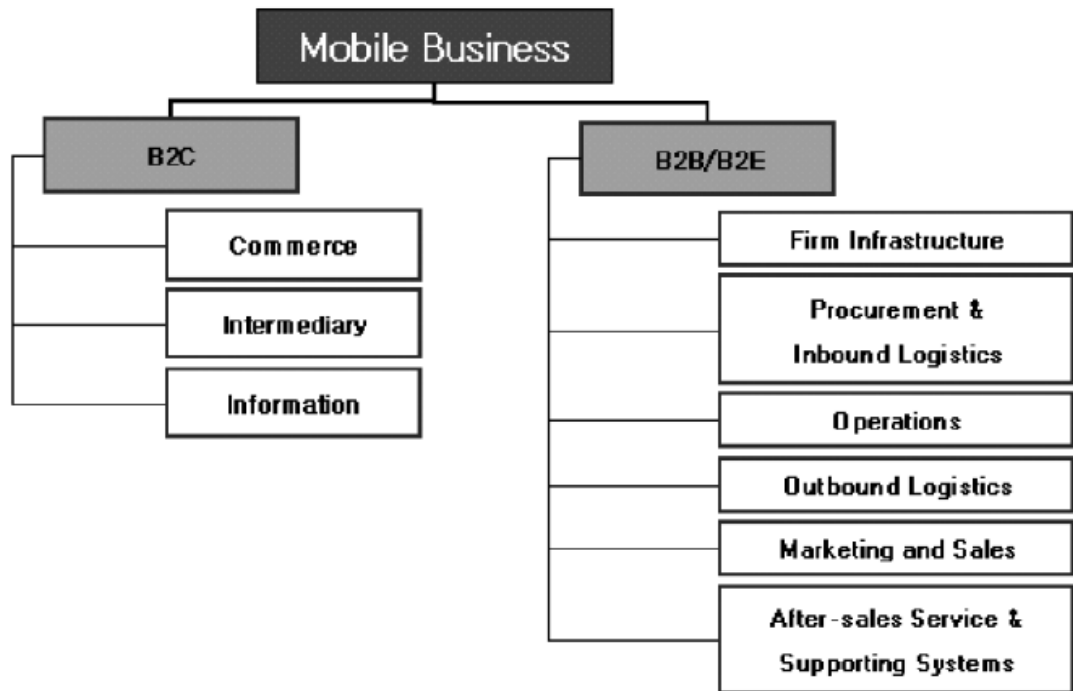 Mobile Business
B2C
Commerce
Intermediary
Information
B2B/B2E
Firm Infrastructure
Procurement &
Inbound Logistics
Operations
Outbound Logistics
Marketing and Sales
After-sales Service &
Supporting Systems